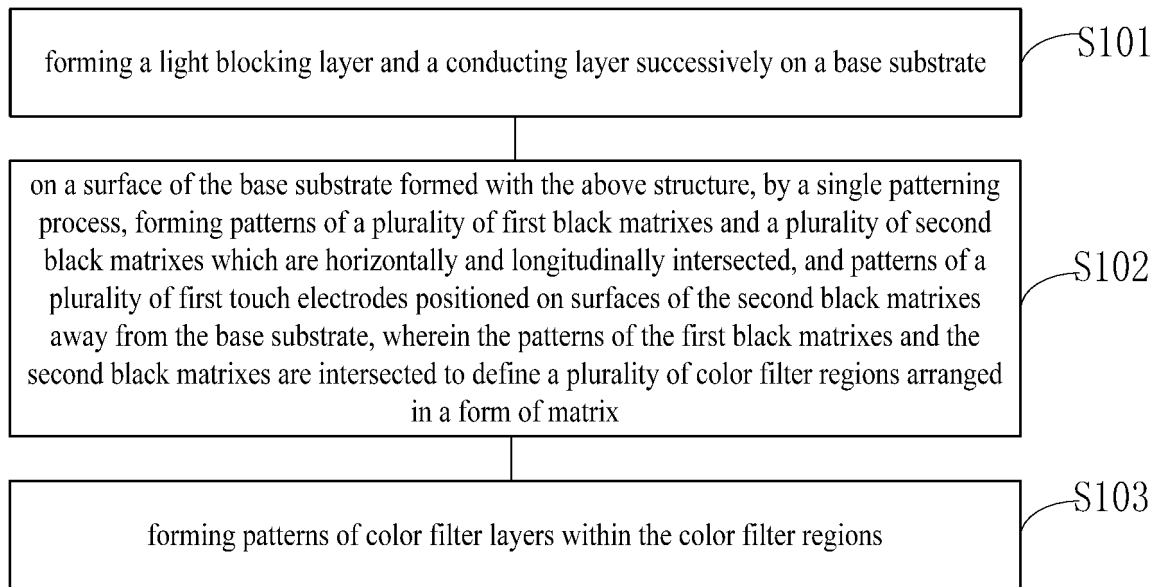 forming a light blocking layer and a conducting layer successively on a base substrate
S101
on a surface of the base substrate formed with the above structure, by a single patterning
process, forming patterns of a plurality of first black matrixes and a plurality of second
black matrixes which are horizontally and longitudinally intersected, and patterns of a
plurality of first touch electrodes positioned on surfaces of the second black matrixes
away from the base substrate, wherein the patterns of the first black matrixes and the
second black matrixes are intersected to define a plurality of color filter regions arranged
in a form of matrix
S102
forming patterns of color filter layers within the color filter regions
S103